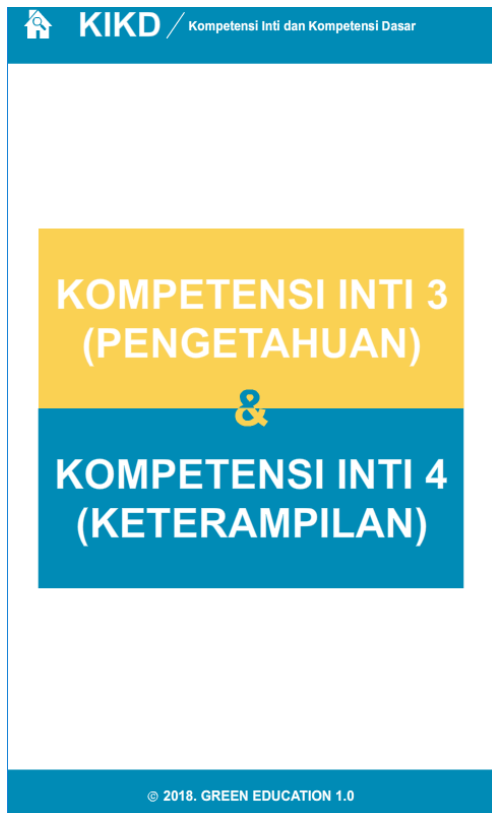 KIKD / Kompetensi Inti dan Kompetensi Dasar
KOMPETENSI INTI 3
(PENGETAHUAN)
&
KOMPETENSI INTI 4
(KETERAMPILAN)
© 2018. GREEN EDUCATION 1.0